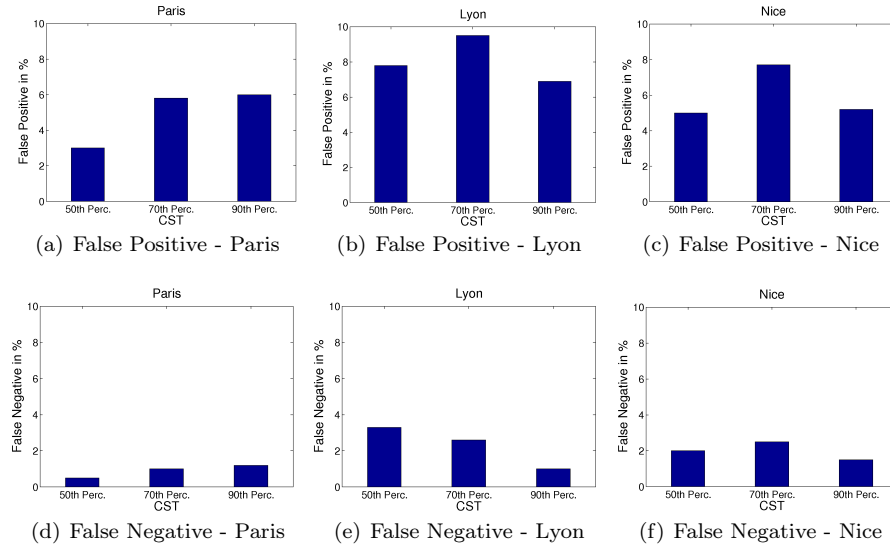 Paris
False Positive in %
10
8
6
4
2
0
50th Perc. 70th Perc. 90th Perc.
CST
(a) False Positive - Paris
Lyon
False Positive in %
10
8
6
4
2
0
50th Perc. 70th Perc. 90th Perc.
CST
(b) False Positive - Lyon
Nice
False Positive in %
10
8
6
4
2
0
50th Perc. 70th Perc. 90th Perc.
CST
(c) False Positive - Nice
Paris
False Negative in %
10
8
6
4
2
0
50th Perc. 70th Perc. 90th Perc.
CST
(d) False Negative - Paris
Lyon
False Negative in %
10
8
6
4
2
0
50th Perc. 70th Perc. 90th Perc.
CST
(e) False Negative - Lyon
Nice
False Negative in %
10
8
6
4
2
0
50th Perc. 70th Perc. 90th Perc.
CST
(f) False Negative - Nice